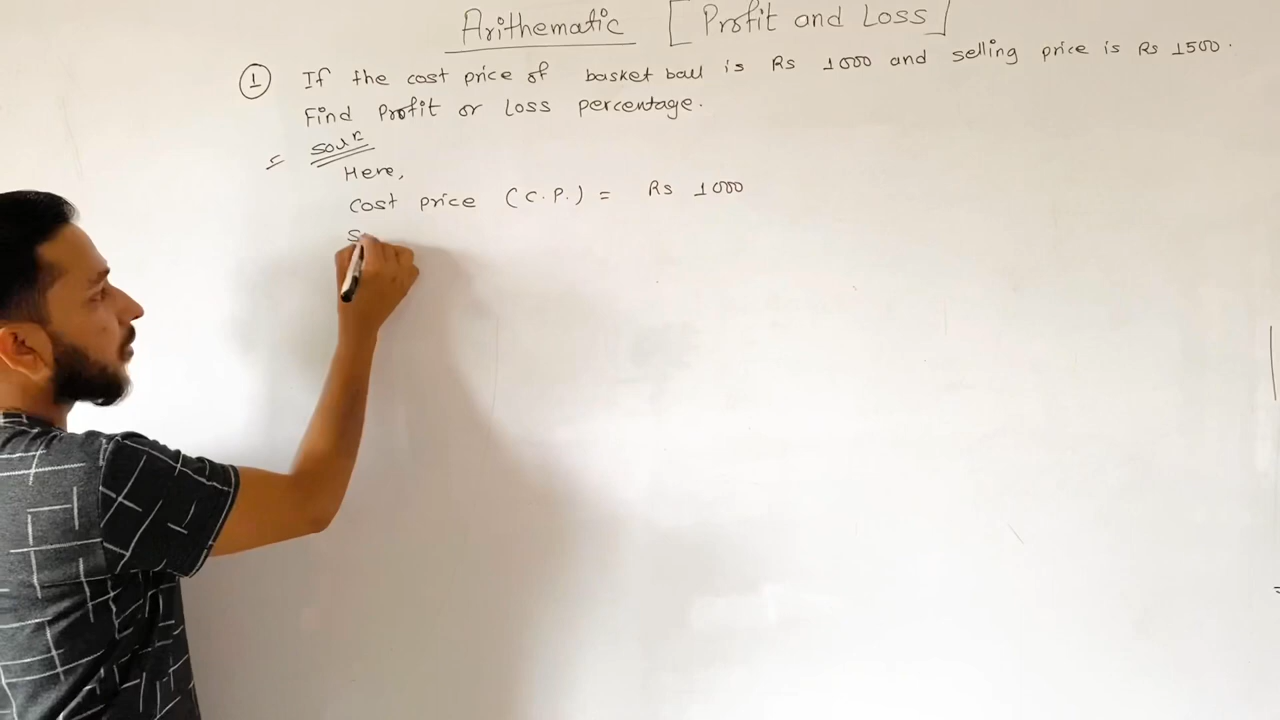 Arithematic [Profit and Loss]
① If the cost price of basket ball is Rs 1000 and selling price is Rs 1500.
Find Profit or Loss percentage.
⇒ Solⁿ
Here,
Cost price (C.P.) = Rs 1000
S